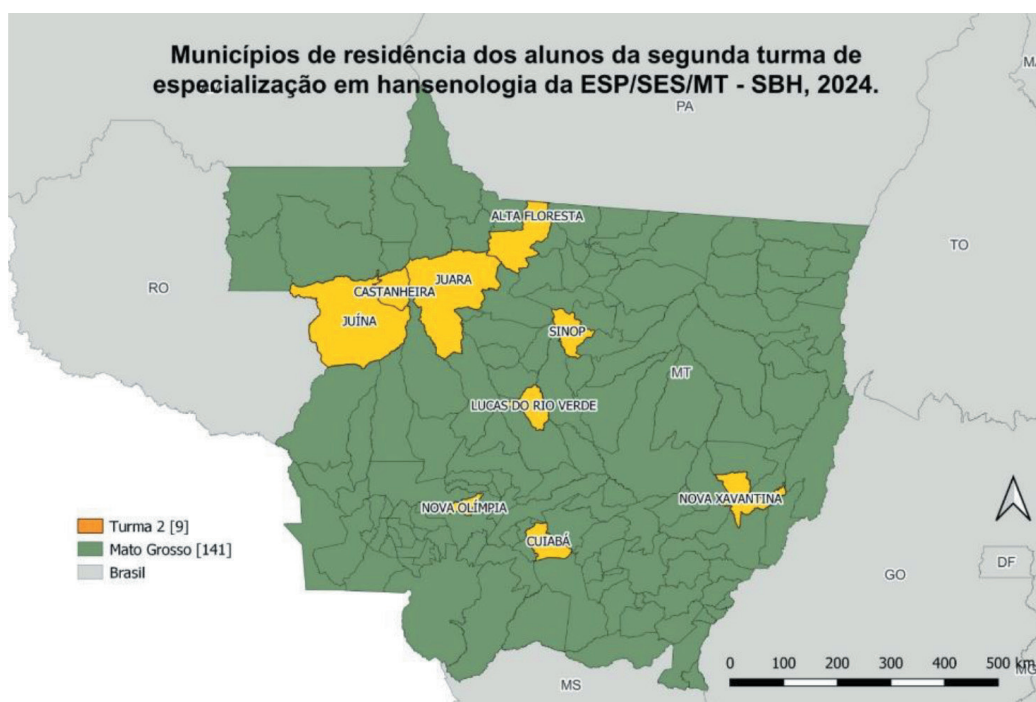 Municípios de residência dos alunos da segunda turma de
especialização em hansenologia da ESP/SES/MT - SBH, 2024.
PA
TO
RO
ALTA FLORESTA
JUARA
CASTANHEIRA
JUÍNA
SINOP
MT
LUCAS DO RIO VERDE
NOVA XAVANTINA
NOVA OLÍMPIA
CUIABÁ
Turma 2 [9]
Mato Grosso [141]
Brasil
DF
GO
MS
0 100 200 300 400 500 km
MG